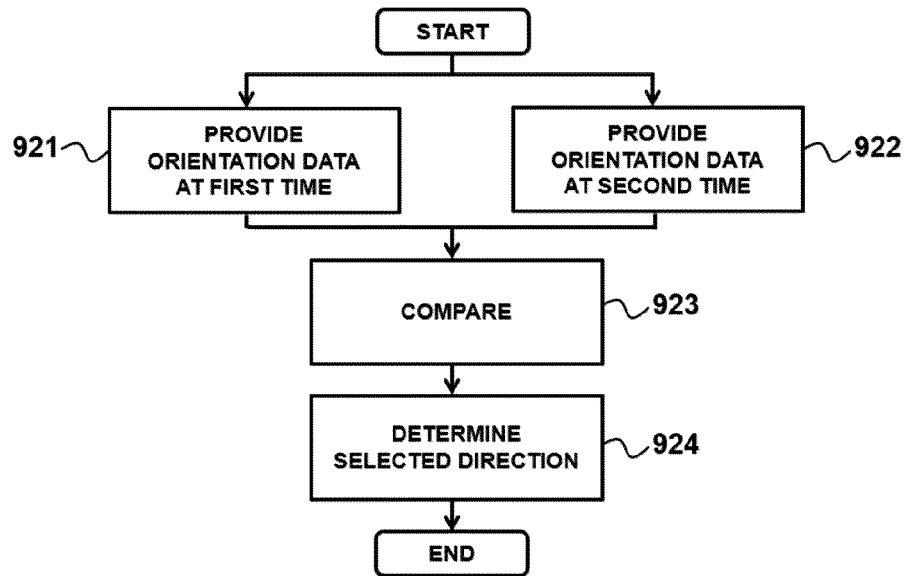 START
921
PROVIDE
ORIENTATION DATA
AT FIRST TIME
PROVIDE
ORIENTATION DATA
AT SECOND TIME
922
COMPARE
923
DETERMINE
SELECTED DIRECTION
924
END